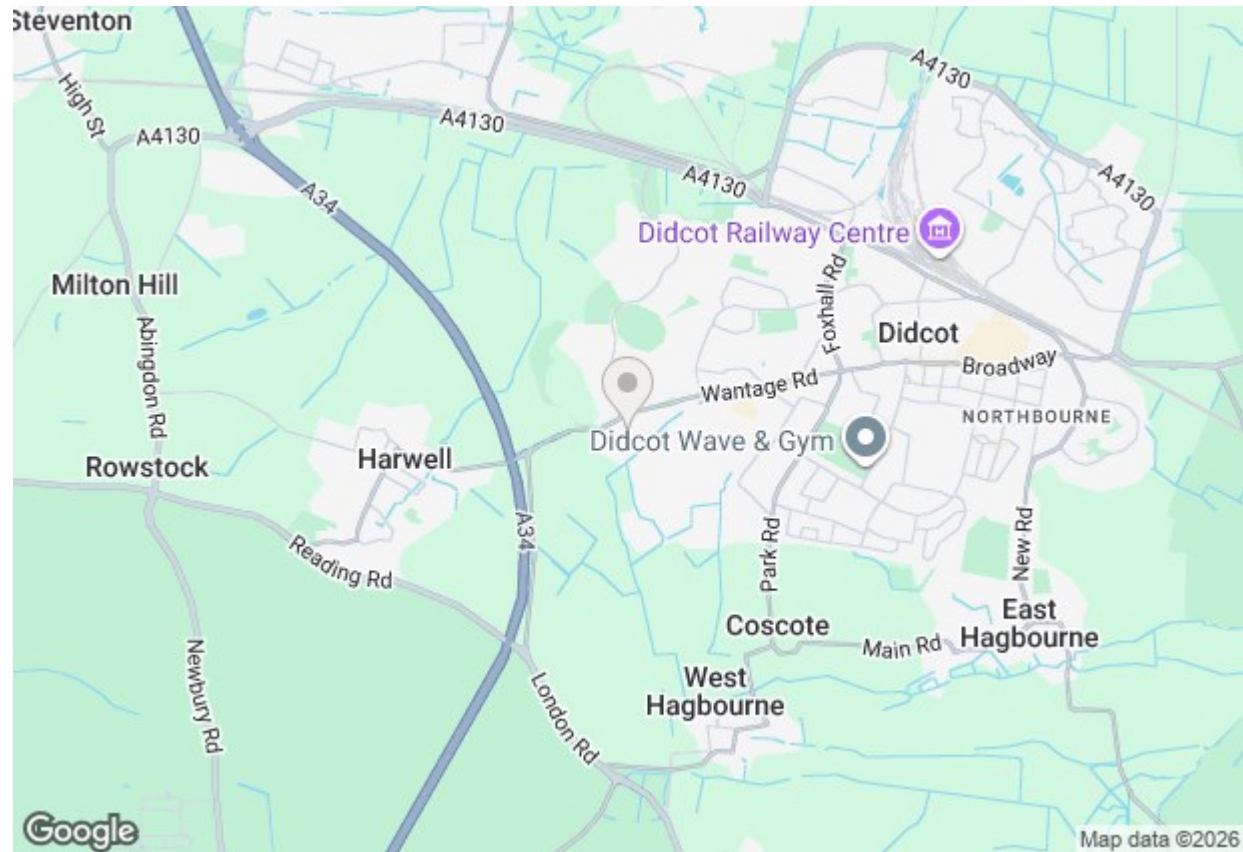 Steventon
High St
A4130
A4130
A4130
A4130
A4130
A34
Didcot Railway Centre
Milton Hill
Abingdon Rd
Foxhall Rd
Didcot
Broadway
Wantage Rd
NORTHBOURNE
Didcot Wave & Gym
Harwell
Rowstock
A34
Reading Rd
Park Rd
New Rd
Coscote
East
Hagbourne
Main Rd
West
Hagbourne
Newbury Rd
London Rd
Google
Map data ©2026